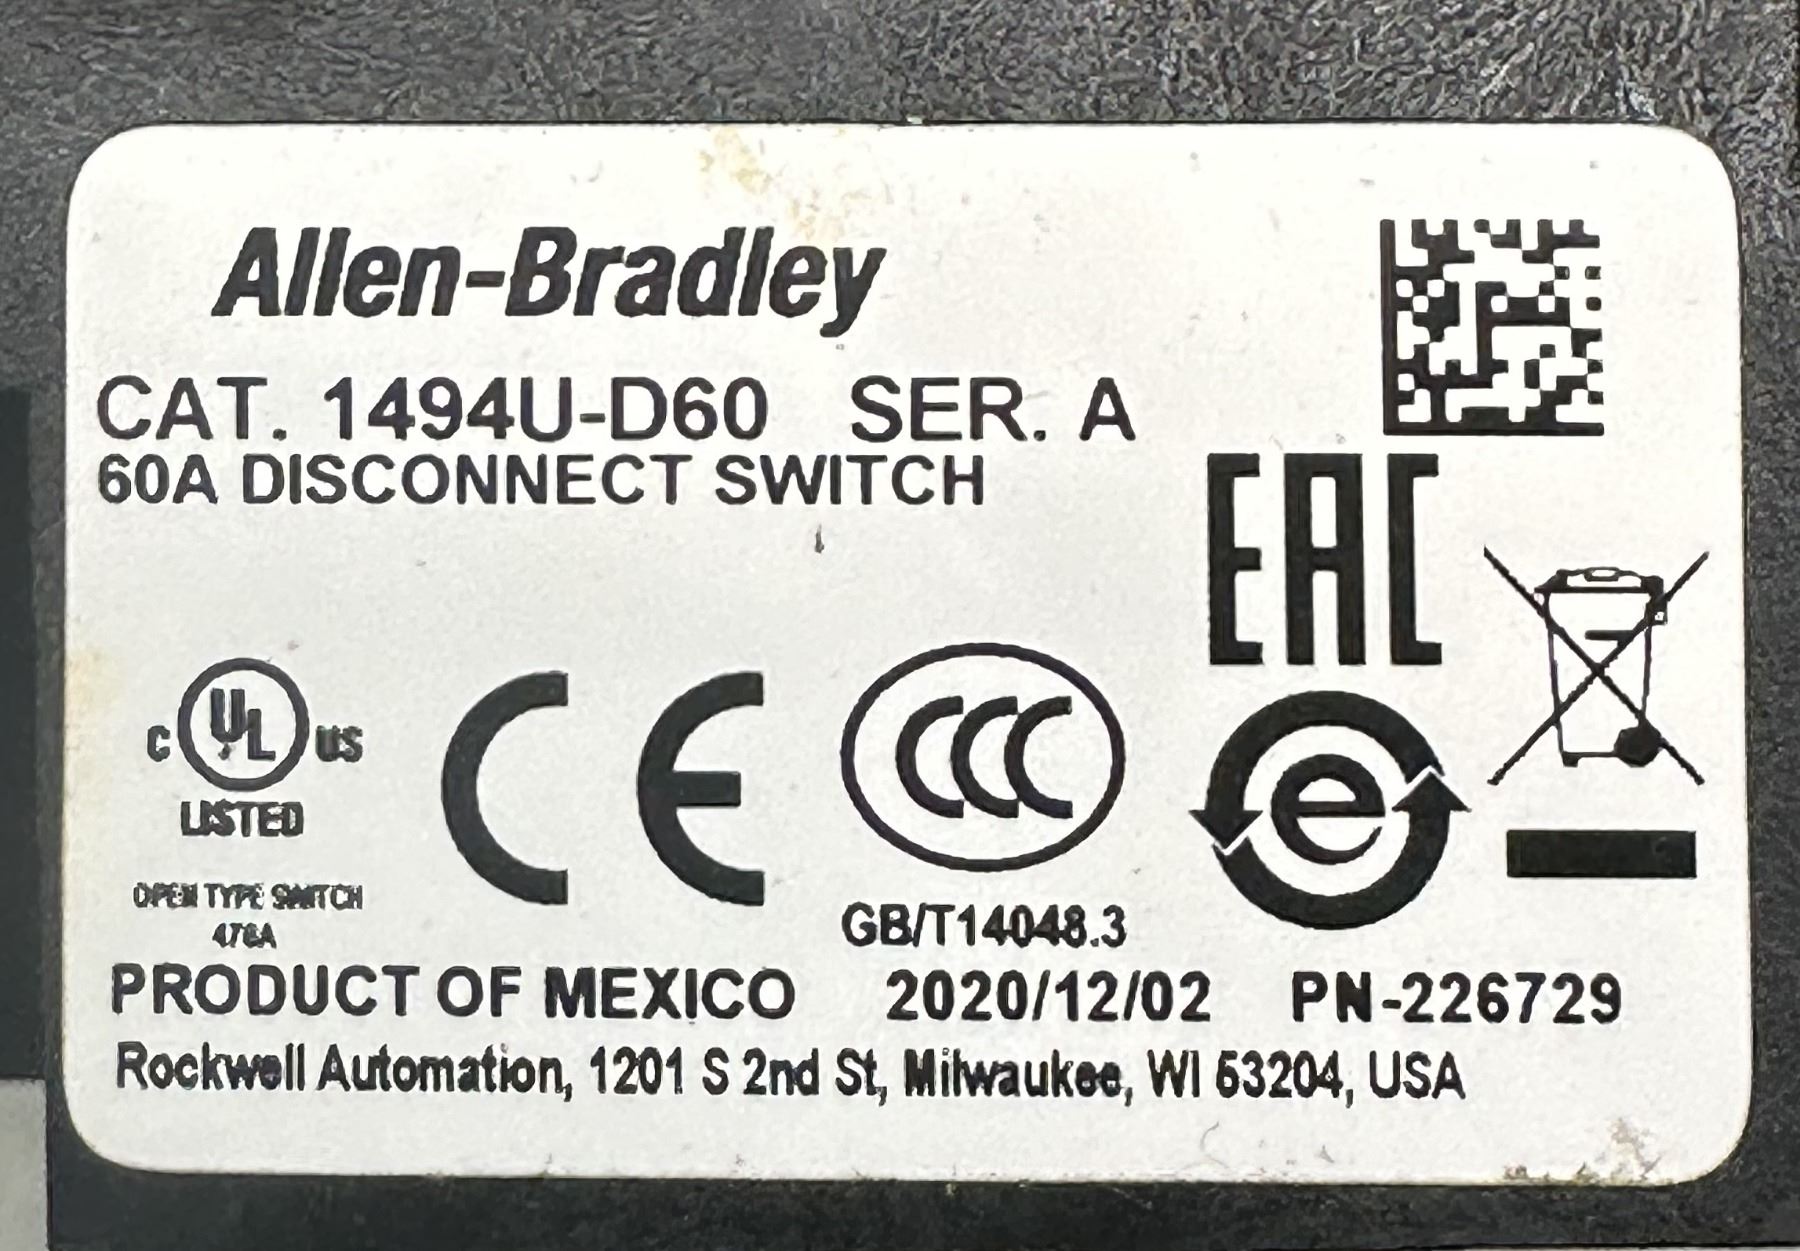 Allen-Bradley
CAT. 1494U-D60 SER. A
60A DISCONNECT SWITCH
EAC
C UL US
LISTED
CE
CCC
e
OPEN TYPE SWITCH
GB/T14048.3
PRODUCT OF MEXICO 2020/12/02 PN-226729
Rockwell Automation, 1201 S 2nd St, Milwaukee, WI 53204, USA